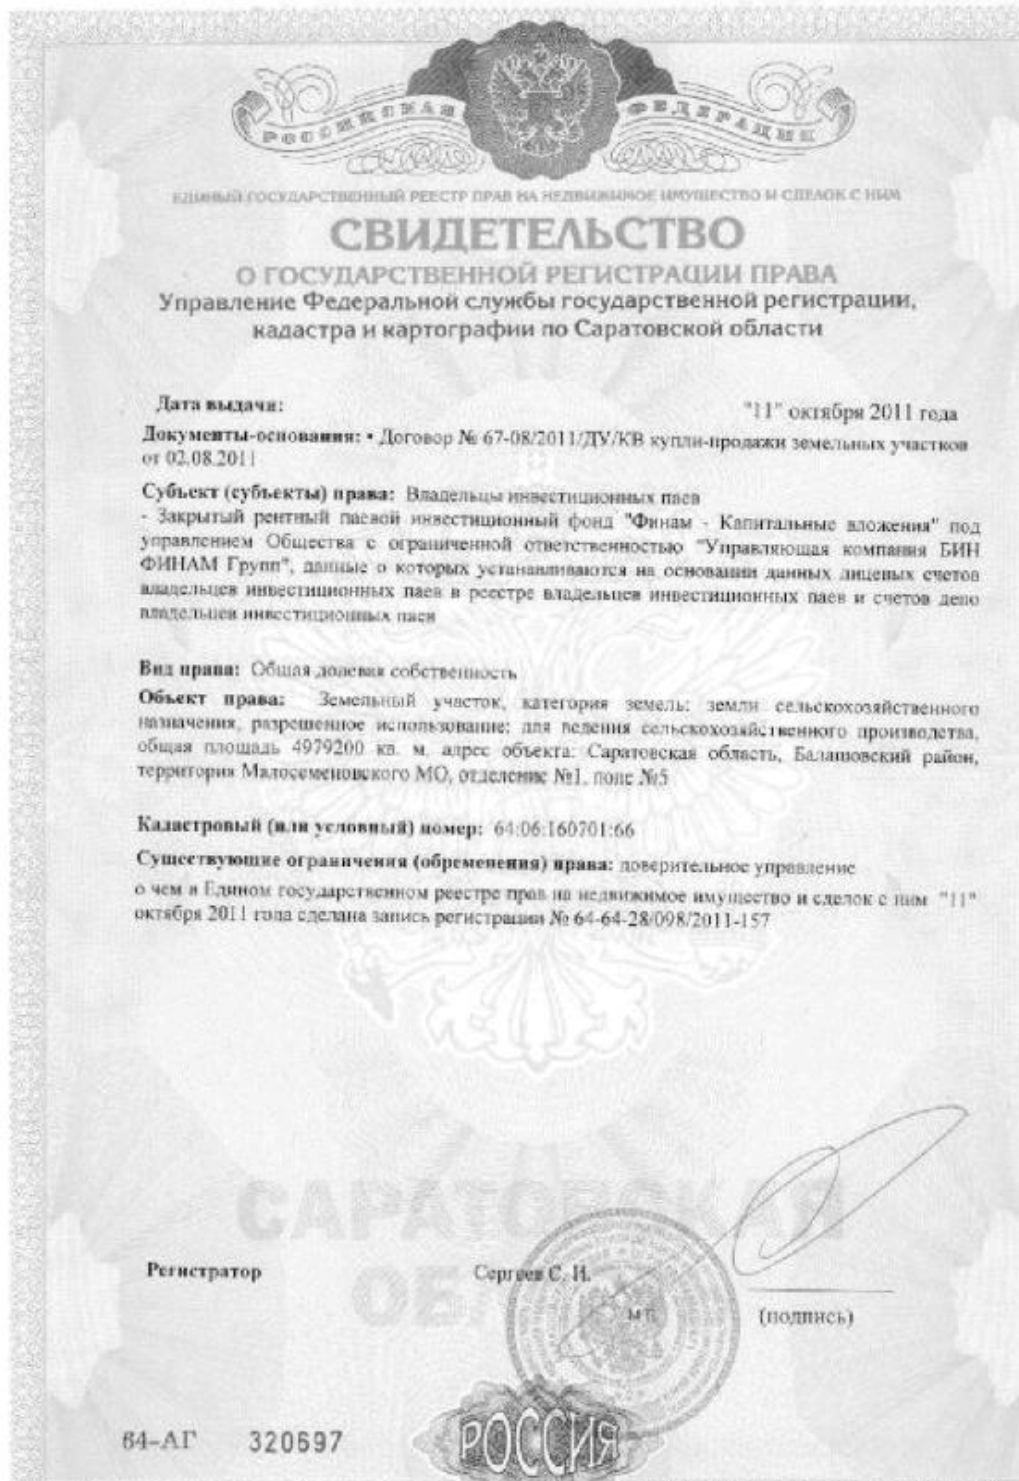 РОССИЙСКАЯ ФЕДЕРАЦИЯ
ЕДИНЫЙ ГОСУДАРСТВЕННЫЙ РЕЕСТР ПРАВ НА НЕДВИЖИМОЕ ИМУЩЕСТВО И СДЕЛОК С НИМ
СВИДЕТЕЛЬСТВО
О ГОСУДАРСТВЕННОЙ РЕГИСТРАЦИИ ПРАВА
Управление Федеральной службы государственной регистрации,
кадастра и картографии по Саратовской области
Дата выдачи: "11" октября 2011 года
Документы-основания: • Договор № 67-08/2011/ДУ/КВ купли-продажи земельных участков
от 02.08.2011
Субъект (субъекты) права: Владельцы инвестиционных паев
- Закрытый рентный паевой инвестиционный фонд "Финам - Капитальные вложения" под
управлением Общества с ограниченной ответственностью "Управляющая компания БИН
ФИНАМ Групп", данные о которых устанавливаются на основании данных лицевых счетов
владельцев инвестиционных паев в реестре владельцев инвестиционных паев и счетов депо
владельцев инвестиционных паев
Вид права: Общая долевая собственность
Объект права: Земельный участок, категория земель: земли сельскохозяйственного
назначения, разрешенное использование: для ведения сельскохозяйственного производства,
общая площадь 4979200 кв. м, адрес объекта: Саратовская область, Балашовский район,
территория Малосеменовского МО, отделение №1, поле №5
Кадастровый (или условный) номер: 64:06:160701:66
Существующие ограничения (обременения) права: доверительное управление
о чем в Едином государственном реестре прав на недвижимое имущество и сделок с ним "11"
октября 2011 года сделана запись регистрации № 64-64-28/098/2011-157
САРАТОВСКАЯ
Регистратор Сергеев С. И.
М.П.
(подпись)
64-АГ 320697
РОССИЯ